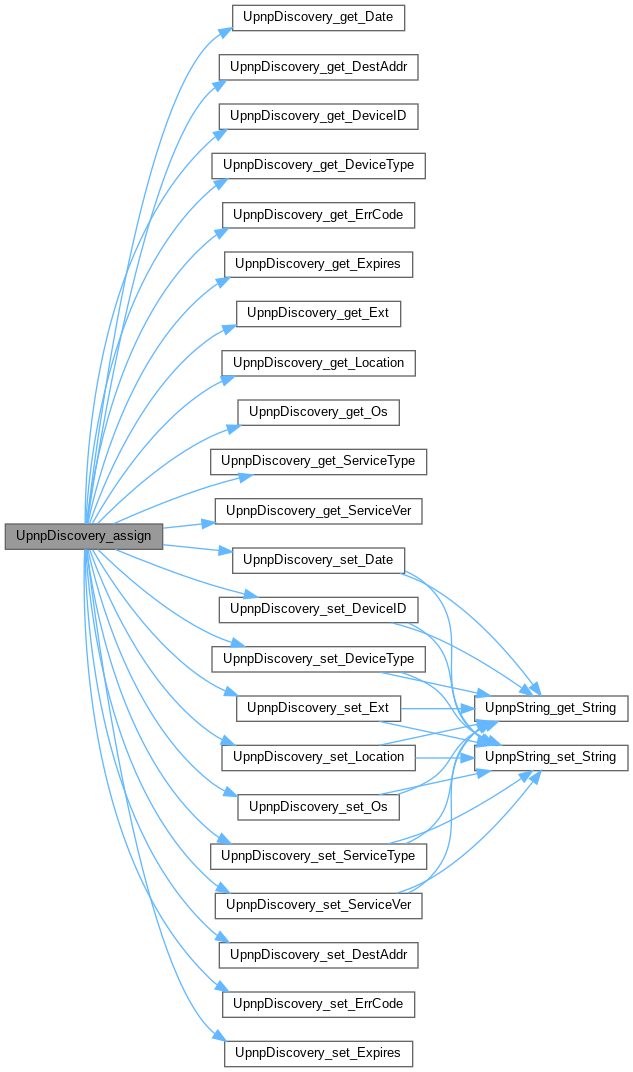 UpnpDiscovery_get_Date
UpnpDiscovery_get_DestAddr
UpnpDiscovery_get_DeviceID
UpnpDiscovery_get_DeviceType
UpnpDiscovery_get_ErrCode
UpnpDiscovery_get_Expires
UpnpDiscovery_get_Ext
UpnpDiscovery_get_Location
UpnpDiscovery_get_Os
UpnpDiscovery_get_ServiceType
UpnpDiscovery_get_ServiceVer
UpnpDiscovery_assign
UpnpDiscovery_set_Date
UpnpDiscovery_set_DeviceID
UpnpDiscovery_set_DeviceType
UpnpDiscovery_set_Ext
UpnpString_get_String
UpnpDiscovery_set_Location
UpnpString_set_String
UpnpDiscovery_set_Os
UpnpDiscovery_set_ServiceType
UpnpDiscovery_set_ServiceVer
UpnpDiscovery_set_DestAddr
UpnpDiscovery_set_ErrCode
UpnpDiscovery_set_Expires